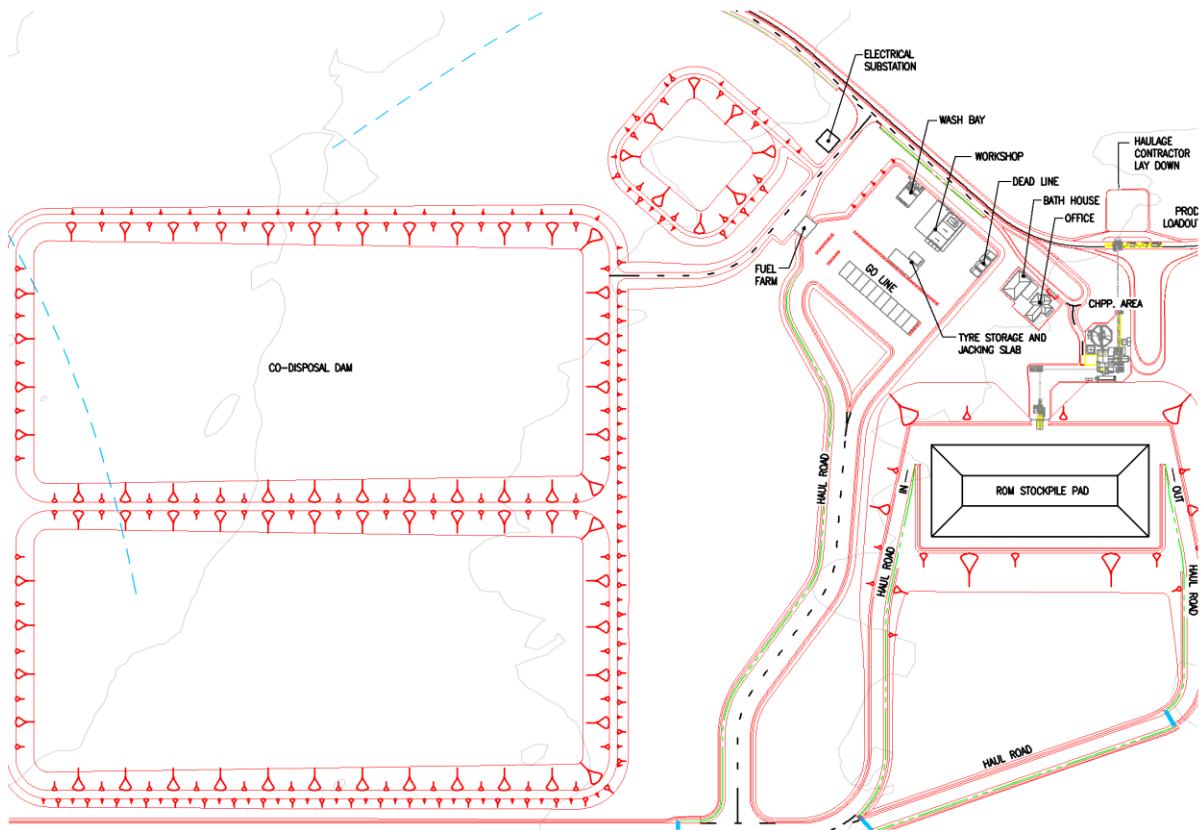 ELECTRICAL
SUBSTATION
WASH BAY
WORKSHOP
HAULAGE
CONTRACTOR
LAY DOWN
DEAD LINE
BATH HOUSE
OFFICE
PROD
LOADOU
FUEL
FARM
GO LINE
CHPP. AREA
TYRE STORAGE AND
JACKING SLAB
CO-DISPOSAL DAM
HAUL ROAD
IN
ROM STOCKPILE PAD
OUT
HAUL ROAD
HAUL ROAD
HAUL ROAD